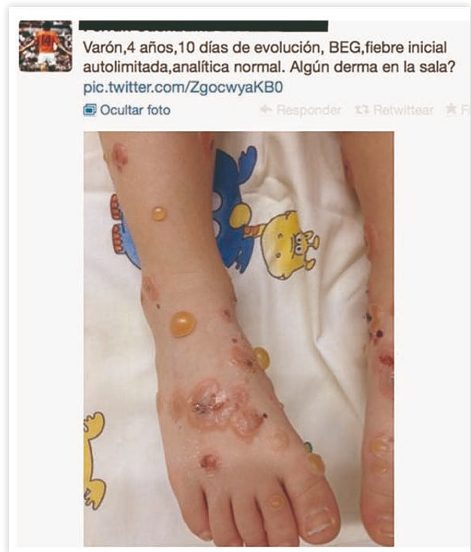 Varón,4 años,10 días de evolución, BEG,fiebre inicial
autolimitada,analítica normal. Algún derma en la sala?
pic.twitter.com/ZgocwyaKB0
Ocultar foto Responder Retwittear F